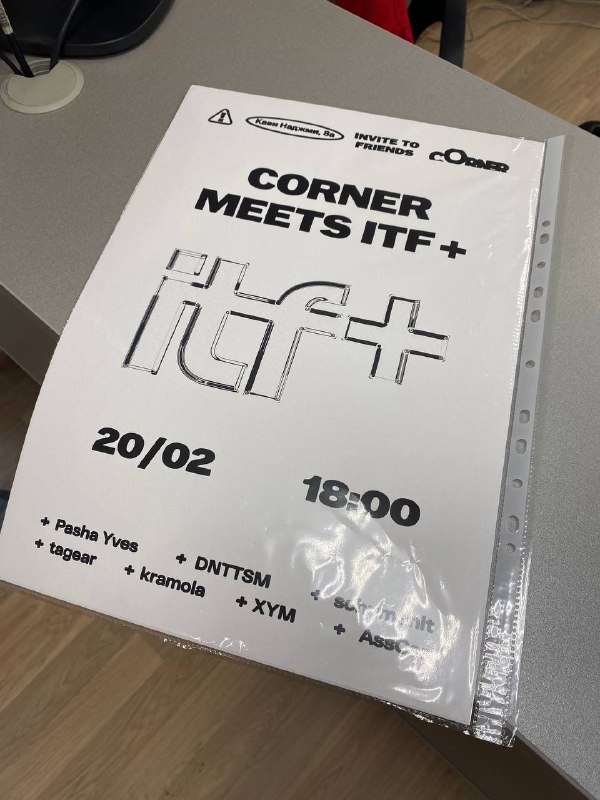 Кави Наджми, 8а
INVITE TO
FRIENDS
CORNER
CORNER
MEETS ITF+
itf+
20/02
18:00
+ Pasha Yves
+ DNTTSM
+ tagear
+ kramola
+ XYM